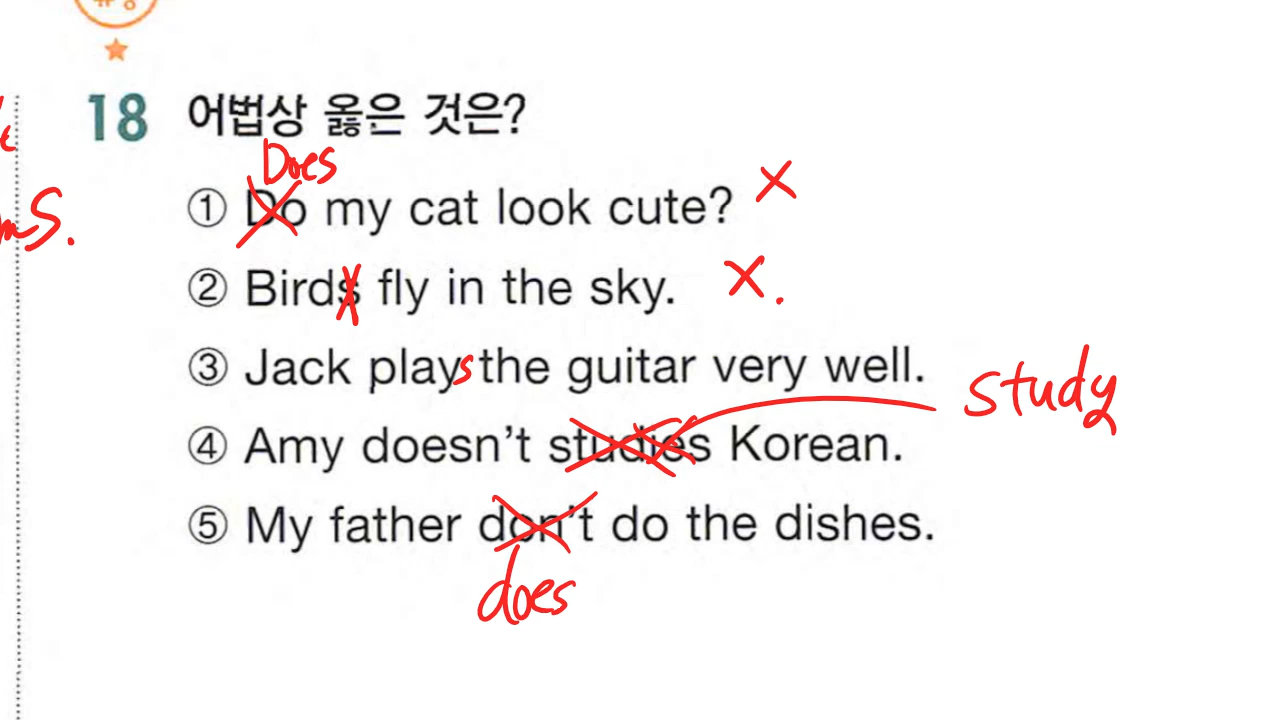 #8
18 어법상 옳은 것은?
Does
① Do my cat look cute? X
② Birds fly in the sky. X.
③ Jack plays the guitar very well.
study
④ Amy doesn't studies Korean.
⑤ My father don't do the dishes.
does